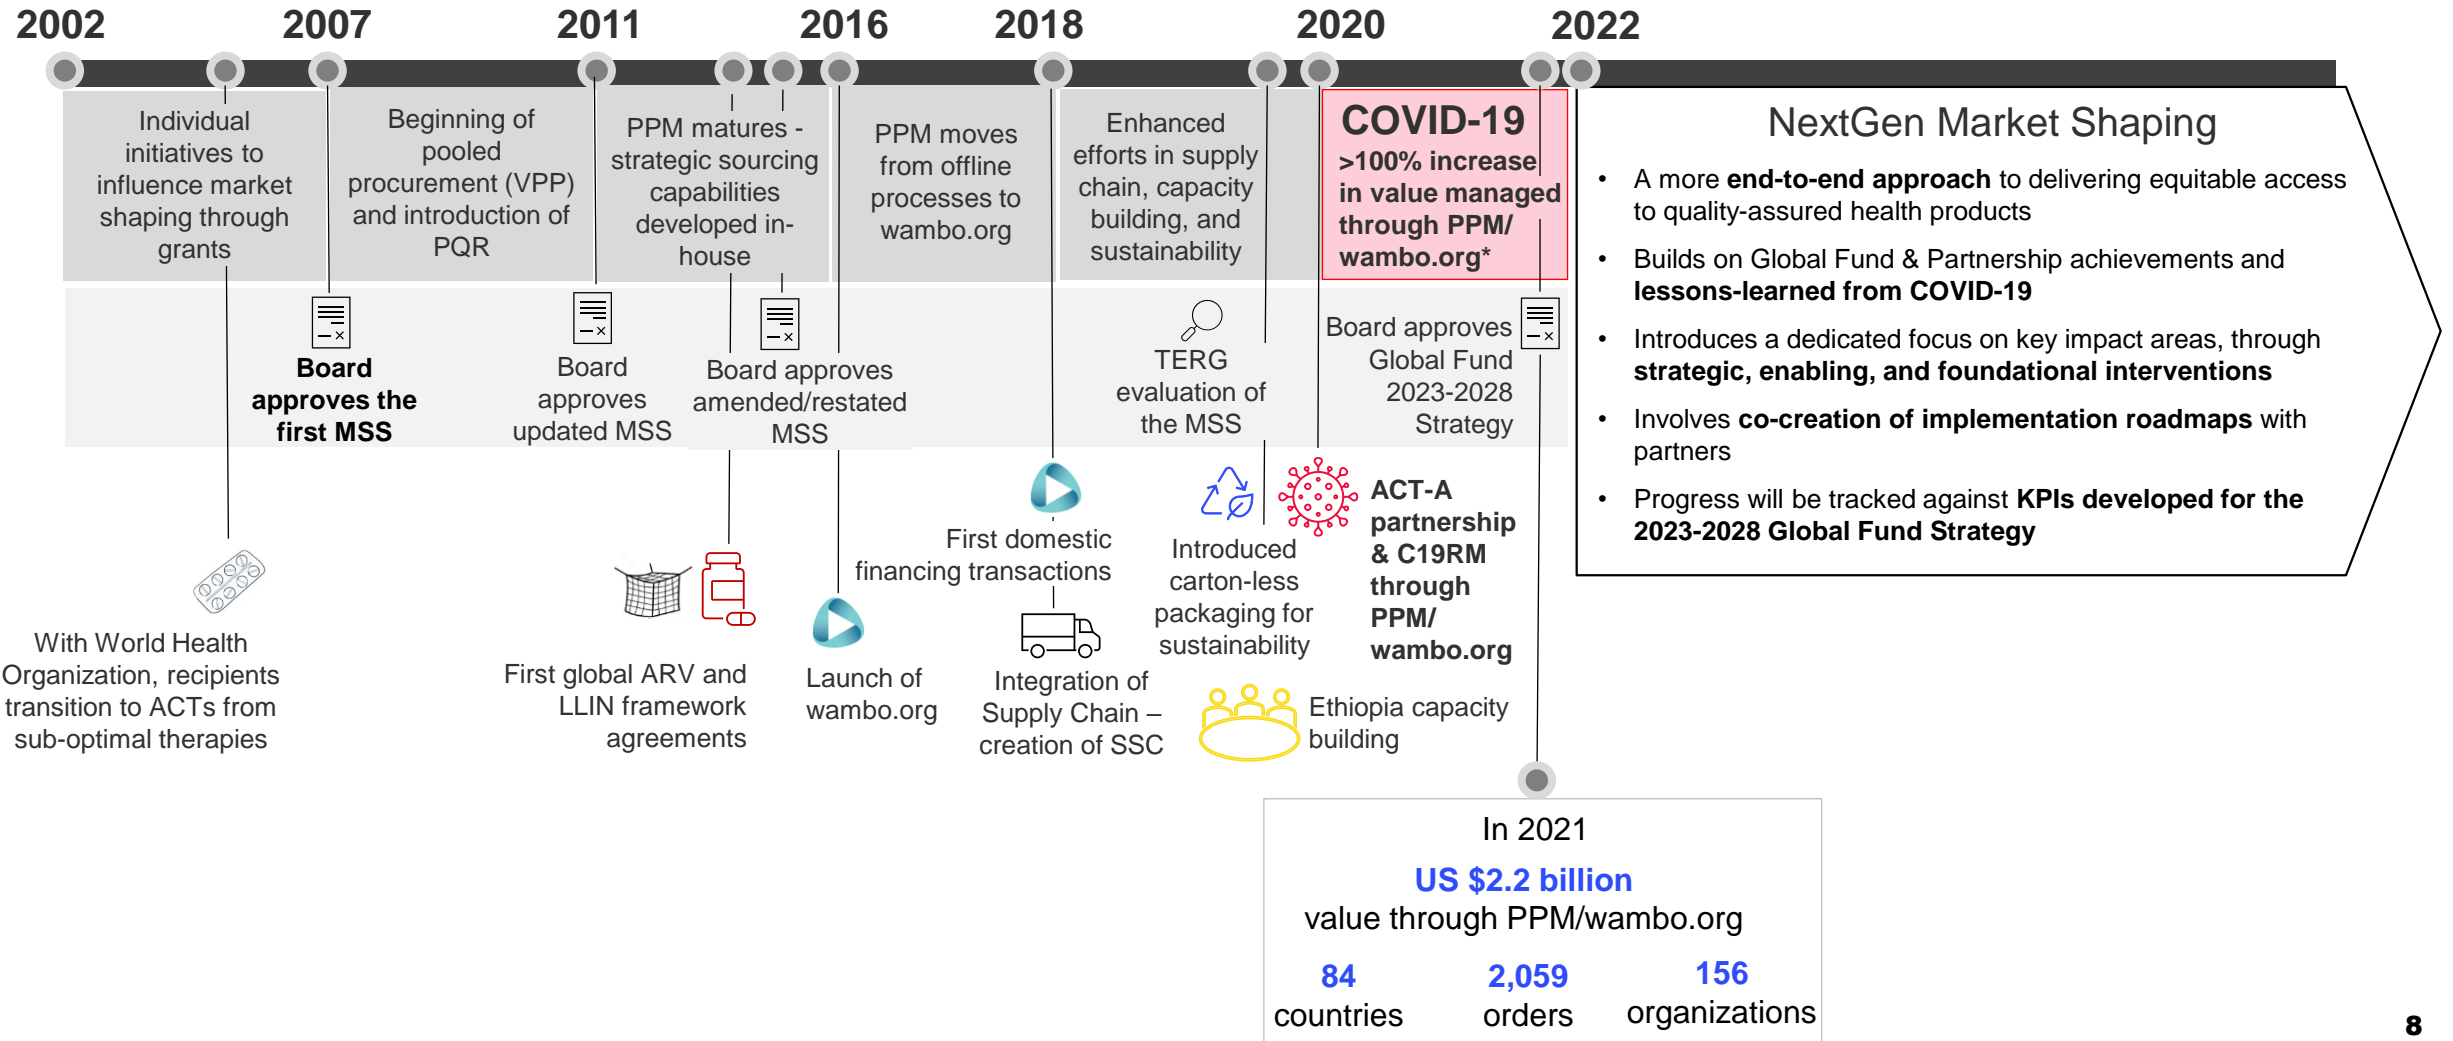 2002
2007
2011
2016
2018
2020
2022
Individual
initiatives to
influence market
shaping through
grants
Beginning of
pooled
procurement (VPP)
and introduction of
PQR
PPM matures -
strategic sourcing
capabilities
developed in-
house
PPM moves
from offline
processes to
wambo.org
Enhanced
efforts in supply
chain, capacity
building, and
sustainability
COVID-19
>100% increase
in value managed
through PPM/
wambo.org*
NextGen Market Shaping
• A more end-to-end approach to delivering equitable access
to quality-assured health products
• Builds on Global Fund & Partnership achievements and
lessons-learned from COVID-19
• Introduces a dedicated focus on key impact areas, through
strategic, enabling, and foundational interventions
• Involves co-creation of implementation roadmaps with
partners
• Progress will be tracked against KPIs developed for the
2023-2028 Global Fund Strategy
Board
approves the
first MSS
Board
approves
updated MSS
Board approves
amended/restated
MSS
TERG
evaluation of
the MSS
Board approves
Global Fund
2023-2028
Strategy
With World Health
Organization, recipients
transition to ACTs from
sub-optimal therapies
First global ARV and
LLIN framework
agreements
Launch of
wambo.org
First domestic
financing transactions
Integration of
Supply Chain –
creation of SSC
Introduced
carton-less
packaging for
sustainability
ACT-A
partnership
& C19RM
through
PPM/
wambo.org
Ethiopia capacity
building
In 2021
US $2.2 billion
value through PPM/wambo.org
84
countries
2,059
orders
156
organizations
8